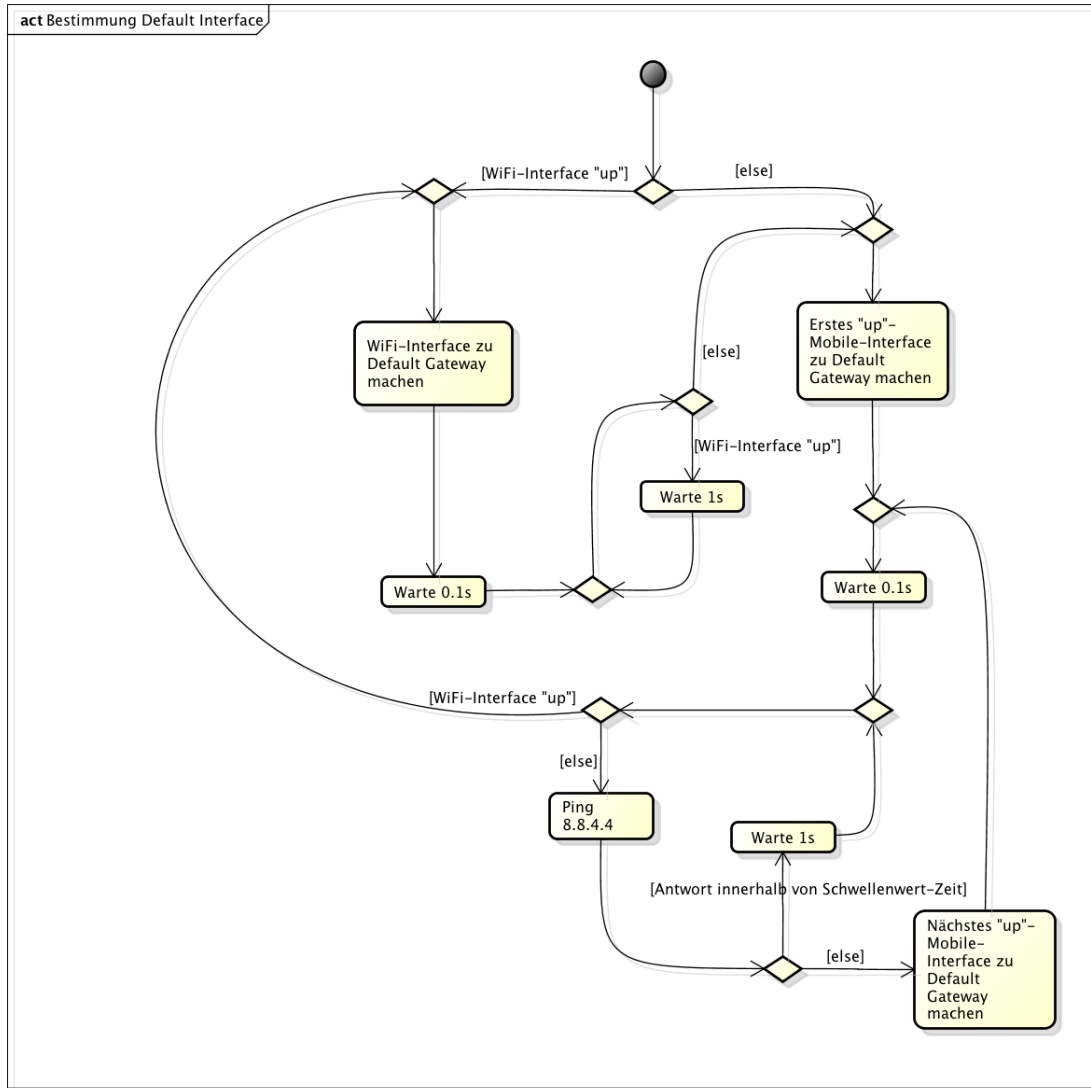 act Bestimmung Default Interface
[WiFi-Interface "up"]
[else]
Erstes "up"-
Mobile-Interface
zu Default
Gateway machen
WiFi-Interface zu
Default Gateway
machen
[else]
[WiFi-Interface "up"]
Warte 1s
Warte 0.1s
Warte 0.1s
[WiFi-Interface "up"]
[else]
Ping
8.8.4.4
Warte 1s
[Antwort innerhalb von Schwellenwert-Zeit]
[else]
Nächstes "up"-
Mobile-
Interface zu
Default
Gateway
machen